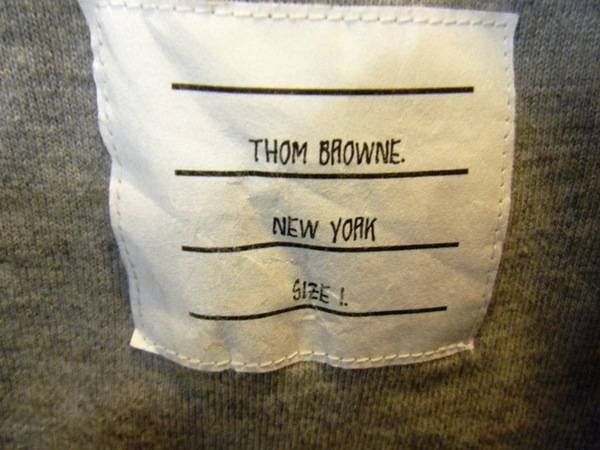 THOM BROWNE.
NEW YORK
SIZE 1.